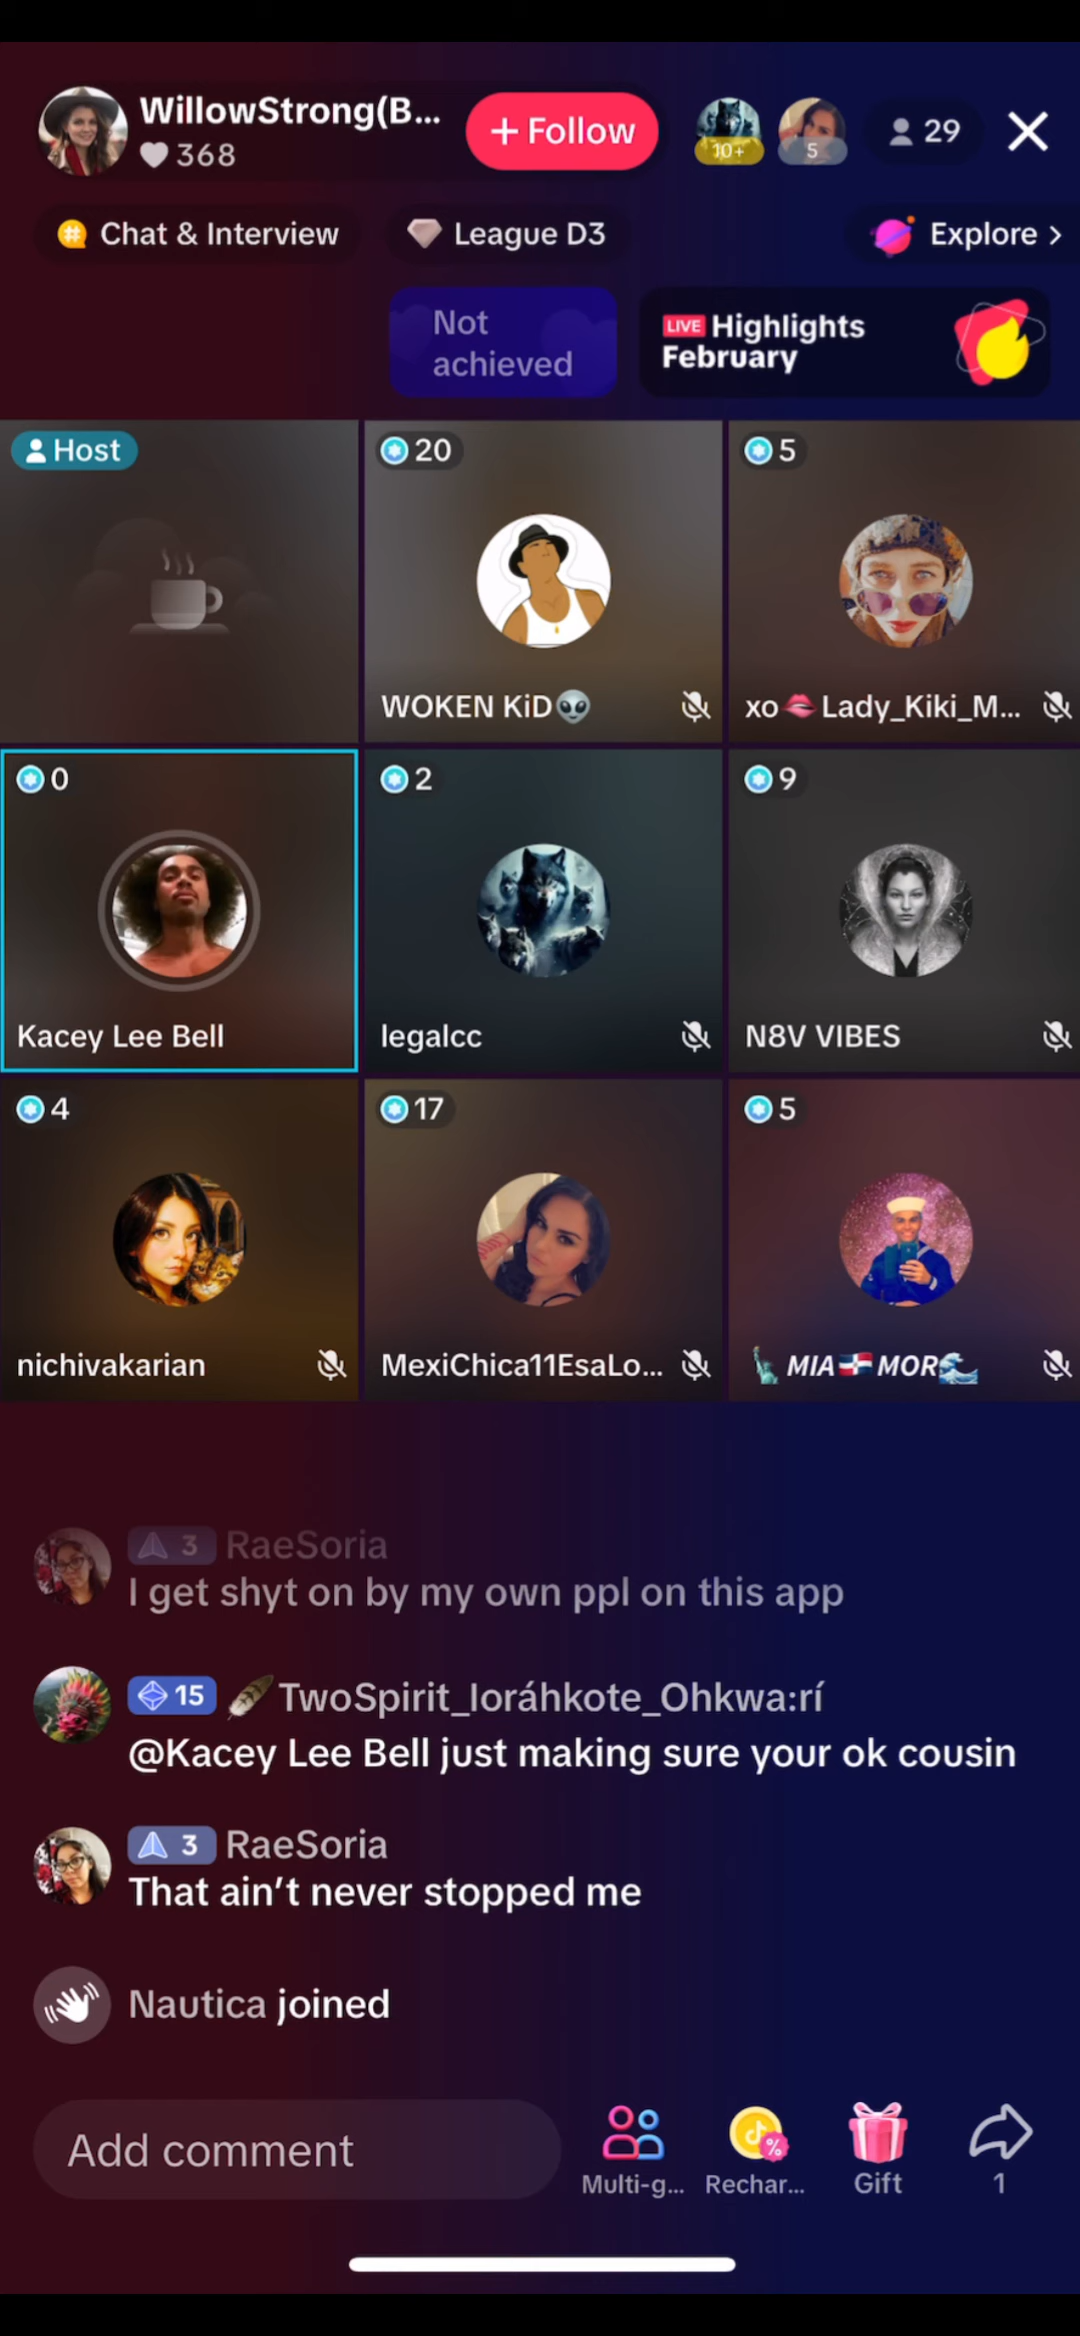 WillowStrong(B...
368
+ Follow
10+
5
29
Chat & Interview
League D3
Explore >
Not
achieved
LIVE Highlights
February
Host
20
WOKEN KiD👽
5
xo💋Lady_Kiki_M...
0
Kacey Lee Bell
2
legalcc
9
N8V VIBES
4
nichivakarian
17
MexiChica11EsaLo...
5
🗽MIA🇩🇴MOR🌊
3 RaeSoria
I get shyt on by my own ppl on this app
15 🪶TwoSpirit_Ioráhkote_Ohkwa:rí
@Kacey Lee Bell just making sure your ok cousin
3 RaeSoria
That ain't never stopped me
Nautica joined
Add comment
Multi-g...
Rechar...
Gift
1